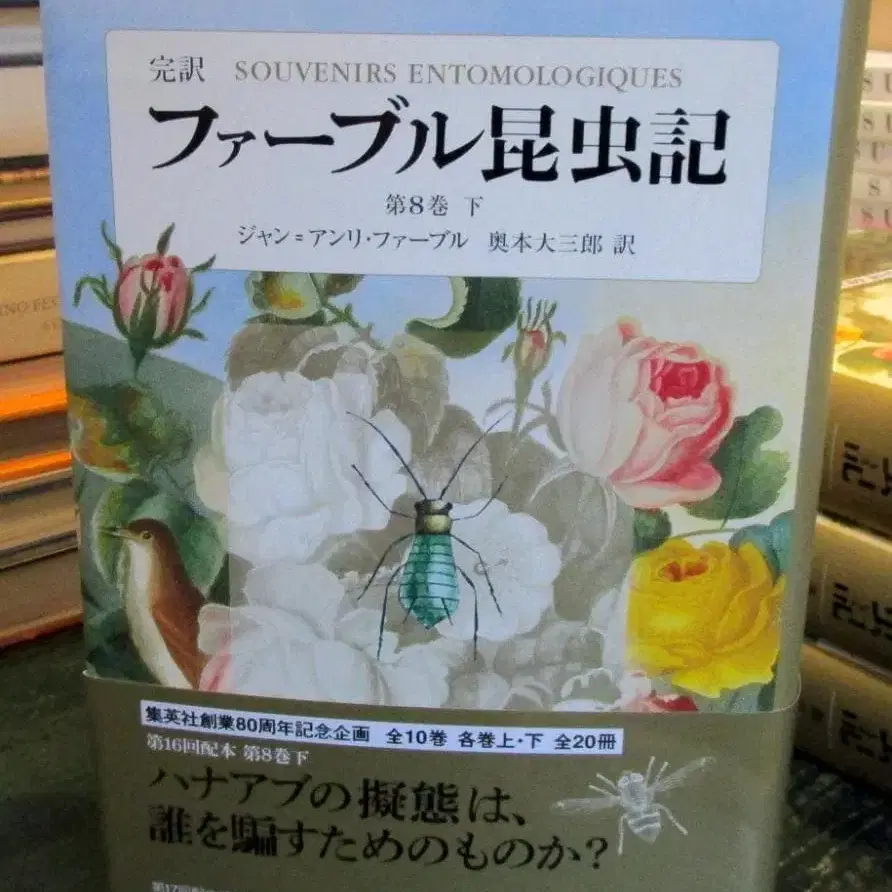 完訳 SOUVENIRS ENTOMOLOGIQUES
ファーブル昆虫記
第8巻 下
ジャン=アンリ・ファーブル 奥本大三郎 訳
集英社創業80周年記念企画 全10巻 各巻上・下 全20冊
第16回配本 第8巻下
ハナアブの擬態は、
誰を騙すためのものか?